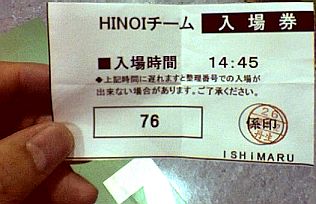 HINOIチーム 入場券
■入場時間 14:45
◆上記時間に遅れますと整理番号での入場が
出来ない場合があります。ご了承ください。
76
係印
ISHIMARU